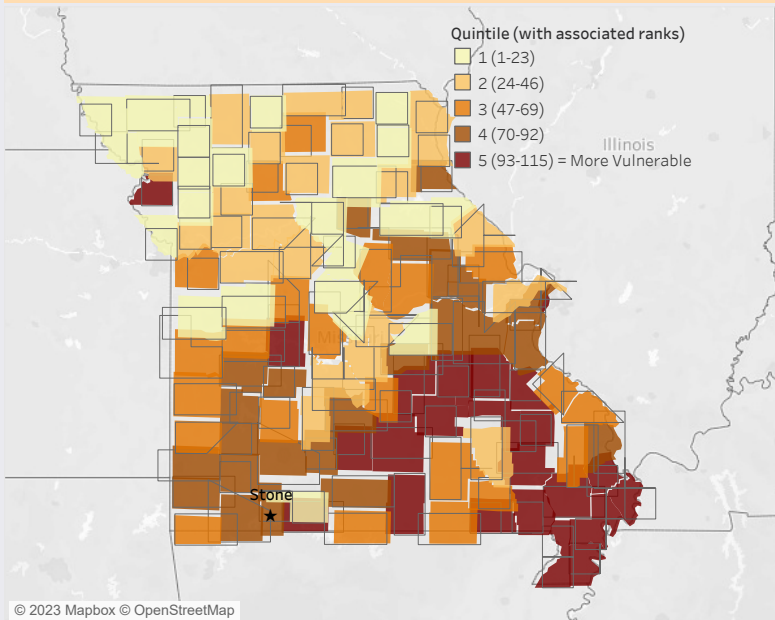 Quintile (with associated ranks)
1 (1-23)
2 (24-46)
3 (47-69)
4 (70-92)
5 (93-115) = More Vulnerable
Illinois
Stone
© 2023 Mapbox © OpenStreetMap